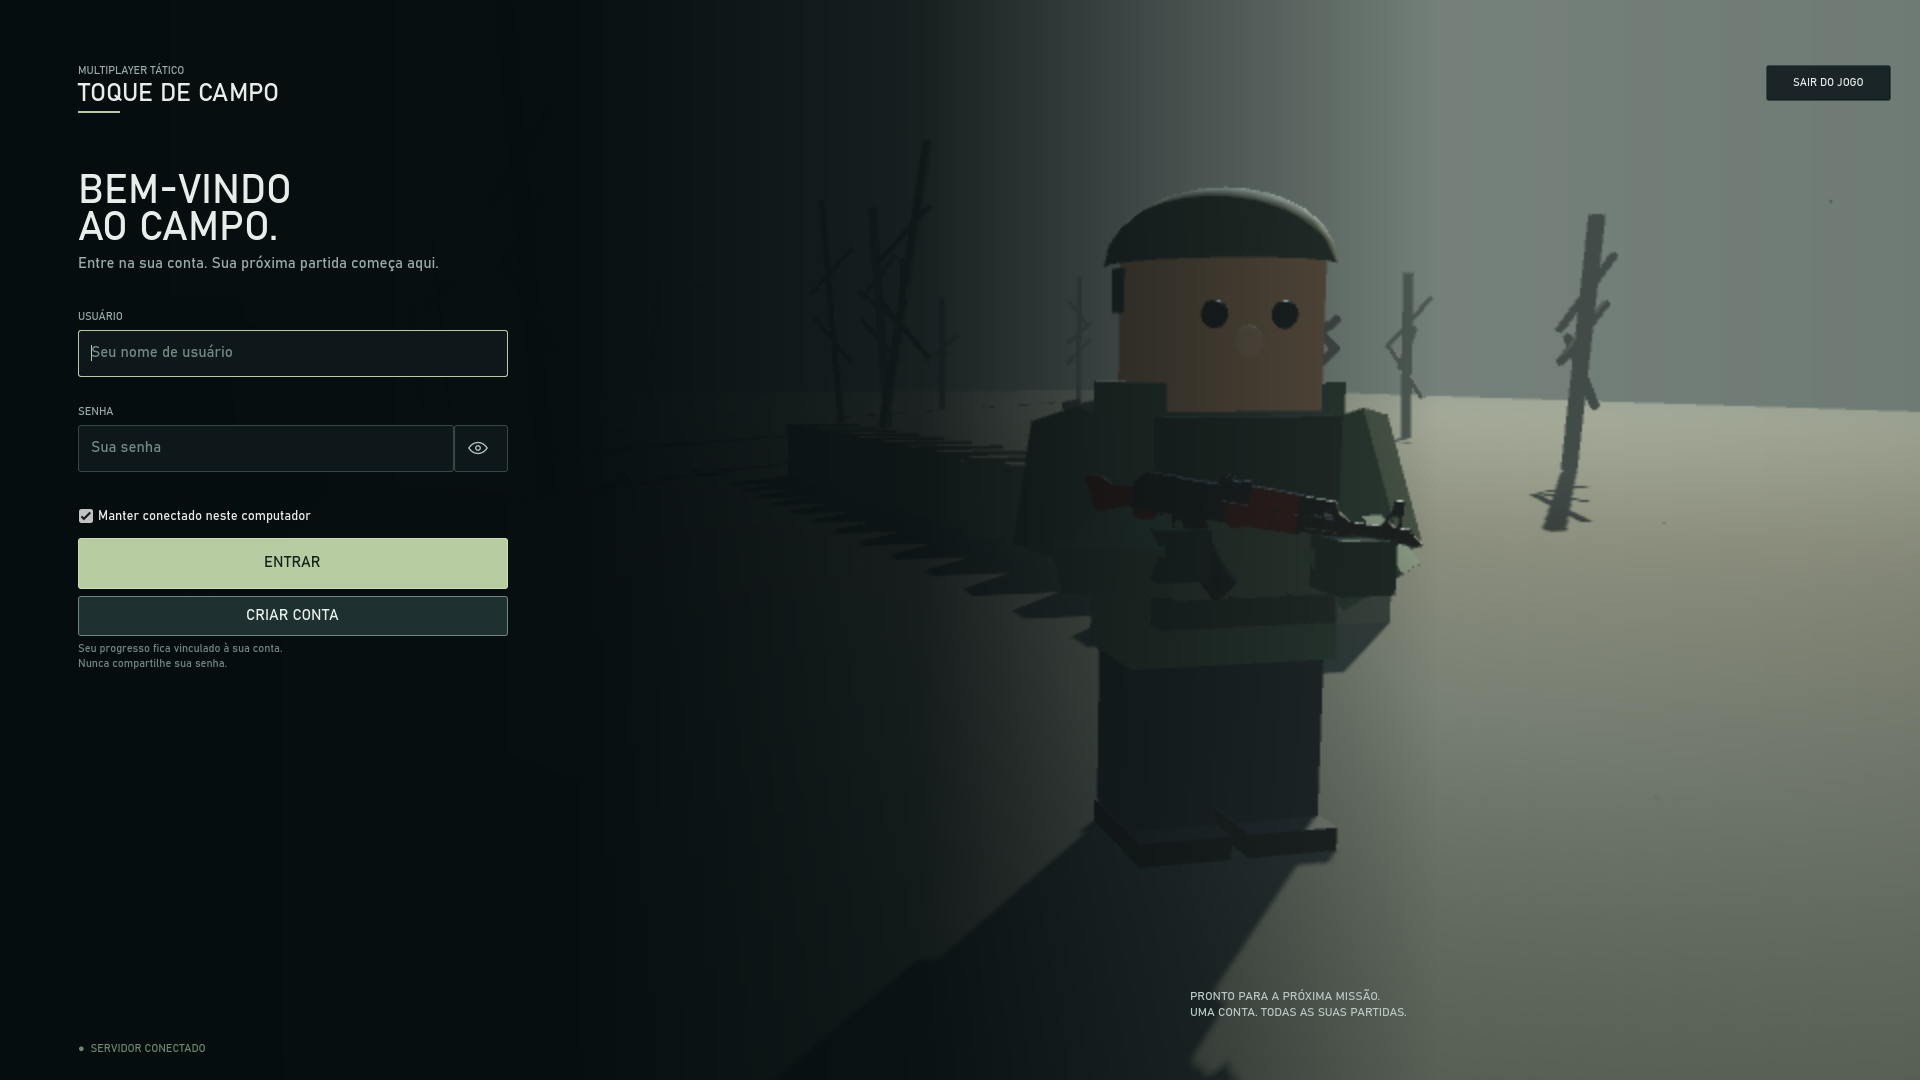 MULTIPLAYER TÁTICO
TOQUE DE CAMPO
SAIR DO JOGO
BEM-VINDO
AO CAMPO.
Entre na sua conta. Sua próxima partida começa aqui.
USUÁRIO
Seu nome de usuário
SENHA
Sua senha
Manter conectado neste computador
ENTRAR
CRIAR CONTA
Seu progresso fica vinculado à sua conta.
Nunca compartilhe sua senha.
PRONTO PARA A PRÓXIMA MISSÃO.
UMA CONTA. TODAS AS SUAS PARTIDAS.
SERVIDOR CONECTADO